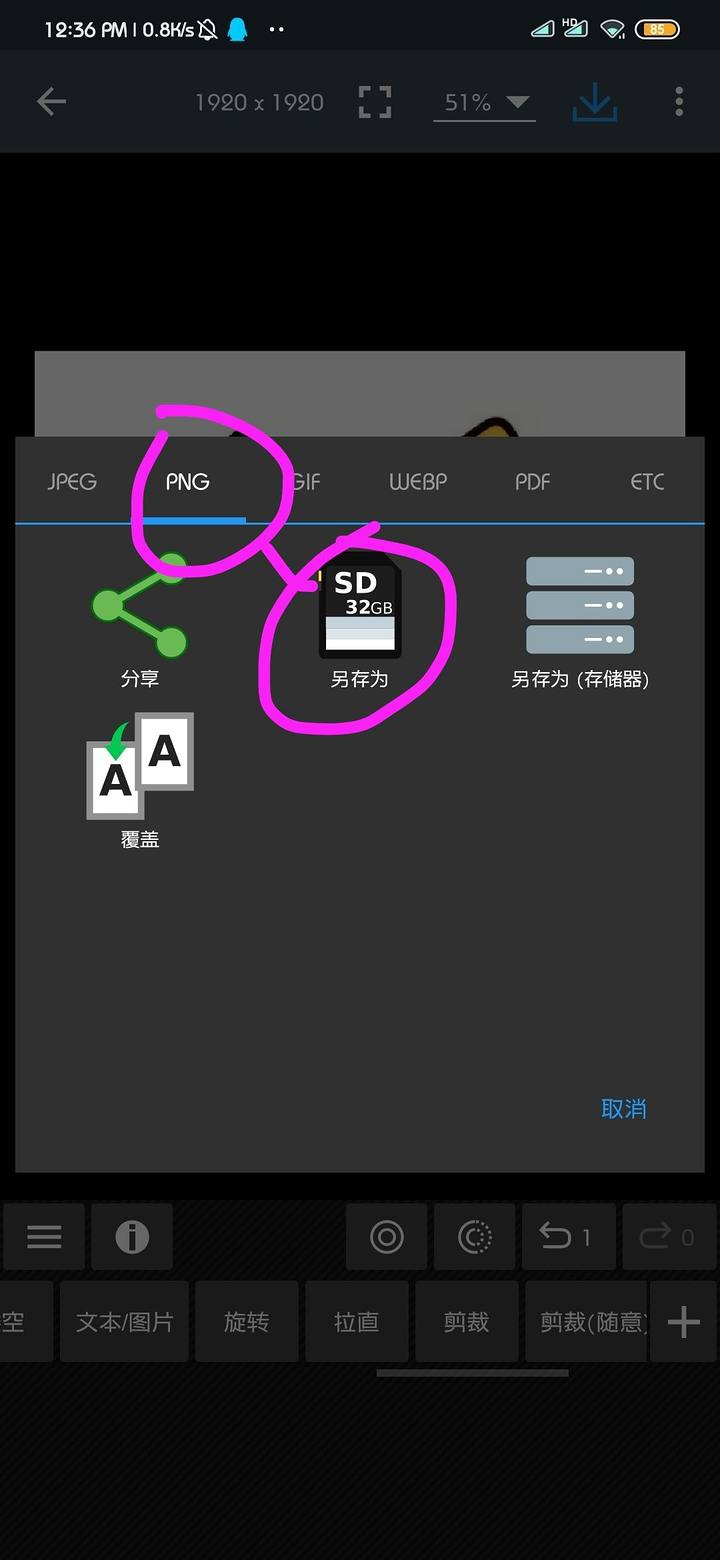 12:36 PM | 0.8K/s
HD
85
1920 x 1920
51%
JPEG
PNG
GIF
WEBP
PDF
ETC
SD
32GB
分享
另存为
另存为 (存储器)
A
A
覆盖
取消
1
0
空
文本/图片
旋转
拉直
剪裁
剪裁(随意)